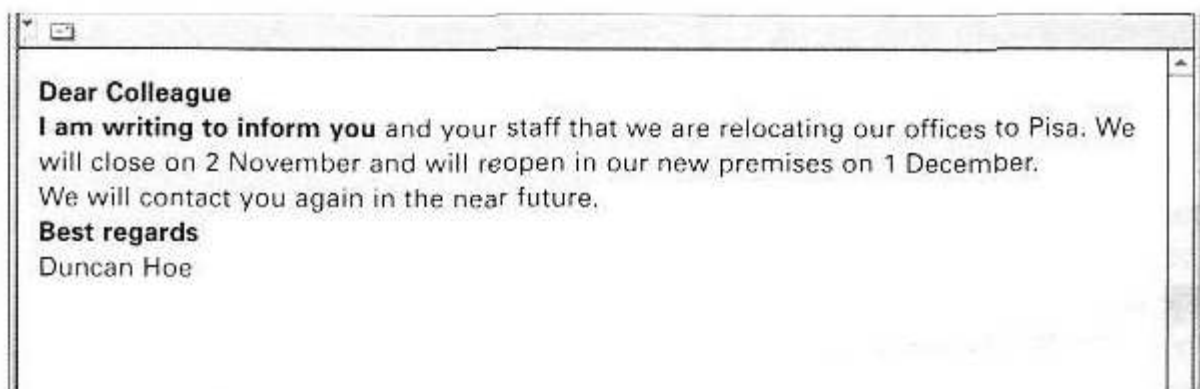 Dear Colleague
I am writing to inform you and your staff that we are relocating our offices to Pisa. We
will close on 2 November and will reopen in our new premises on 1 December.
We will contact you again in the near future.
Best regards
Duncan Hoe